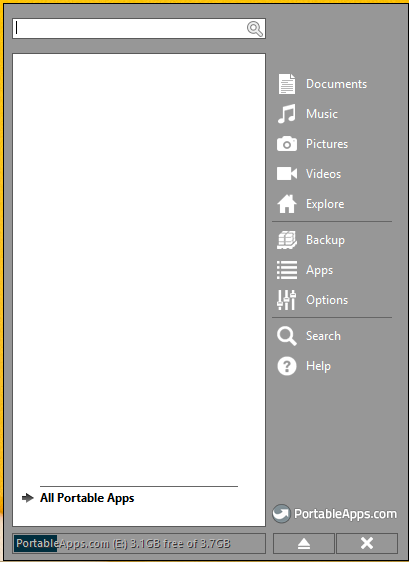 Documents
Music
Pictures
Videos
Explore
Backup
Apps
Options
Search
Help
All Portable Apps
PortableApps.com
PortableApps.com (E:) 3.1GB free of 3.7GB